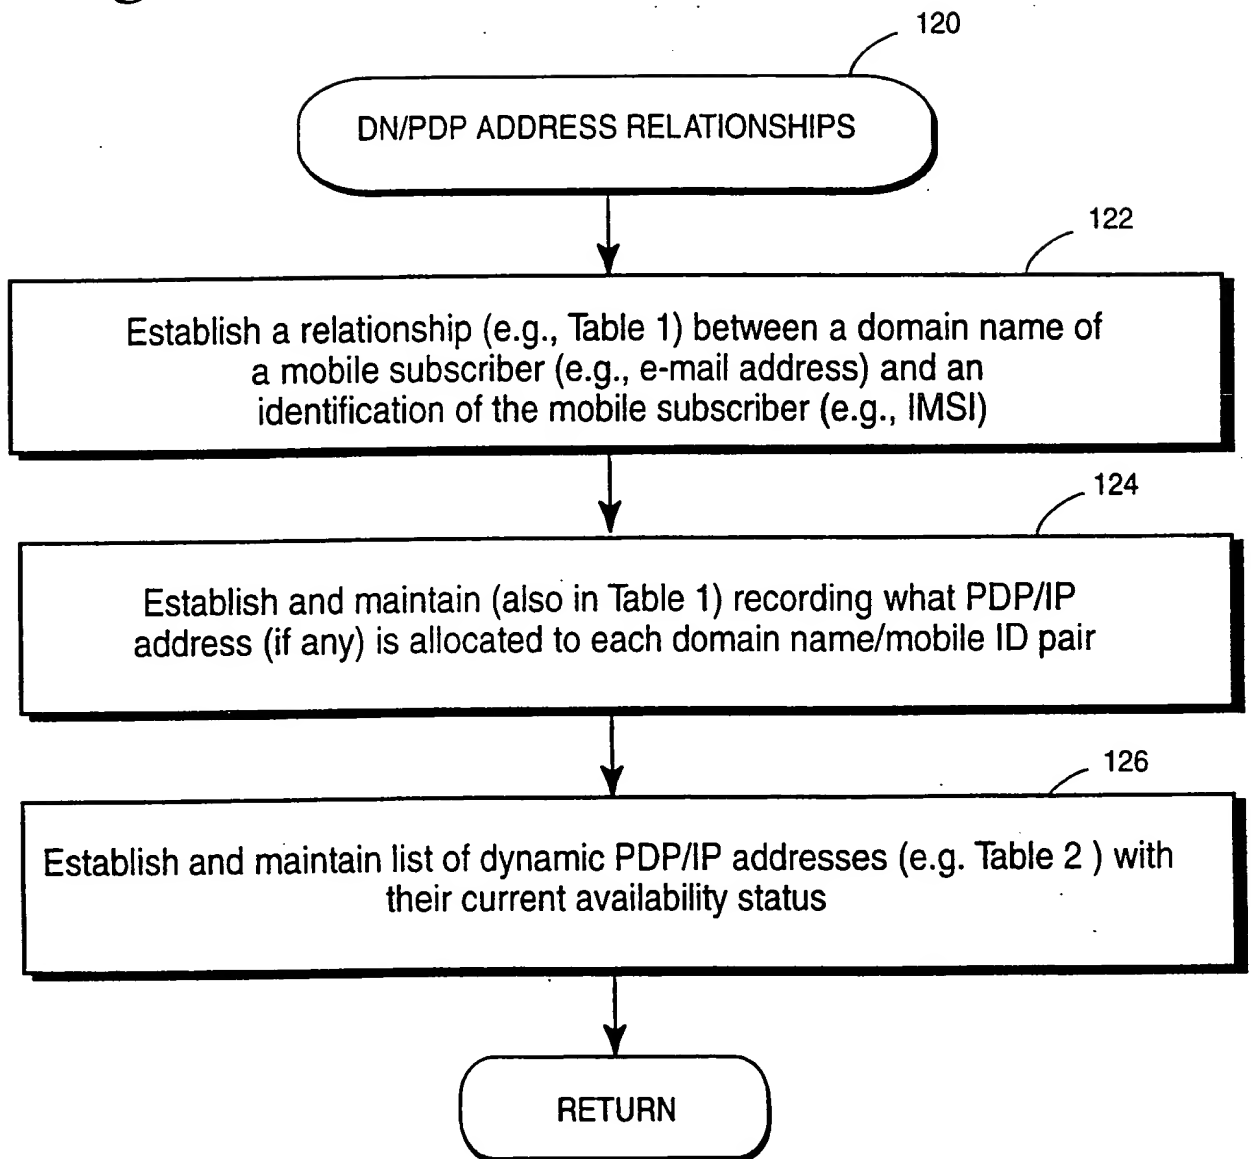 120
DN/PDP ADDRESS RELATIONSHIPS
122
Establish a relationship (e.g., Table 1) between a domain name of
a mobile subscriber (e.g., e-mail address) and an
identification of the mobile subscriber (e.g., IMSI)
124
Establish and maintain (also in Table 1) recording what PDP/IP
address (if any) is allocated to each domain name/mobile ID pair
126
Establish and maintain list of dynamic PDP/IP addresses (e.g. Table 2 ) with
their current availability status
RETURN